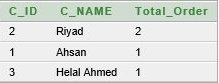 C_ID C_NAME Total_Order
2 Riyad 2
1 Ahsan 1
3 Helal Ahmed 1